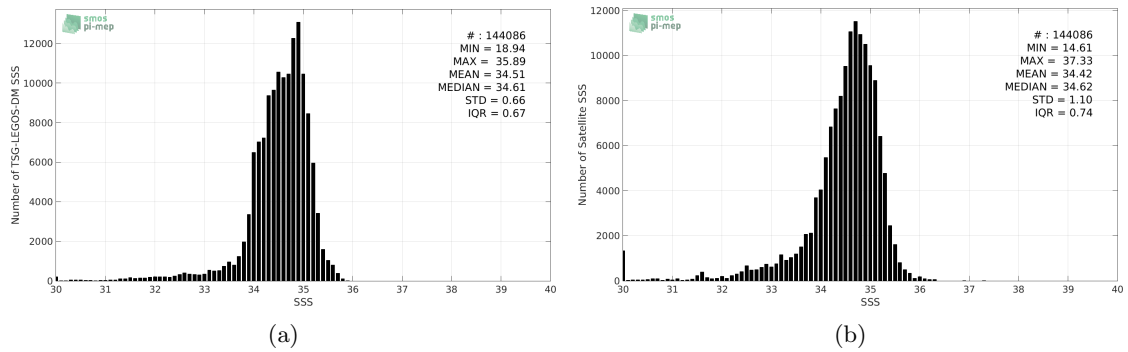 smos
pi-mep
# : 144086
MIN = 18.94
MAX = 35.89
MEAN = 34.51
MEDIAN = 34.61
STD = 0.66
IQR = 0.67
Number of TSG-LEGOS-DM SSS
12000
10000
8000
6000
4000
2000
0
30 31 32 33 34 35 36 37 38 39 40
SSS
(a)
smos
pi-mep
# : 144086
MIN = 14.61
MAX = 37.33
MEAN = 34.42
MEDIAN = 34.62
STD = 1.10
IQR = 0.74
Number of Satellite SSS
12000
10000
8000
6000
4000
2000
0
30 31 32 33 34 35 36 37 38 39 40
SSS
(b)